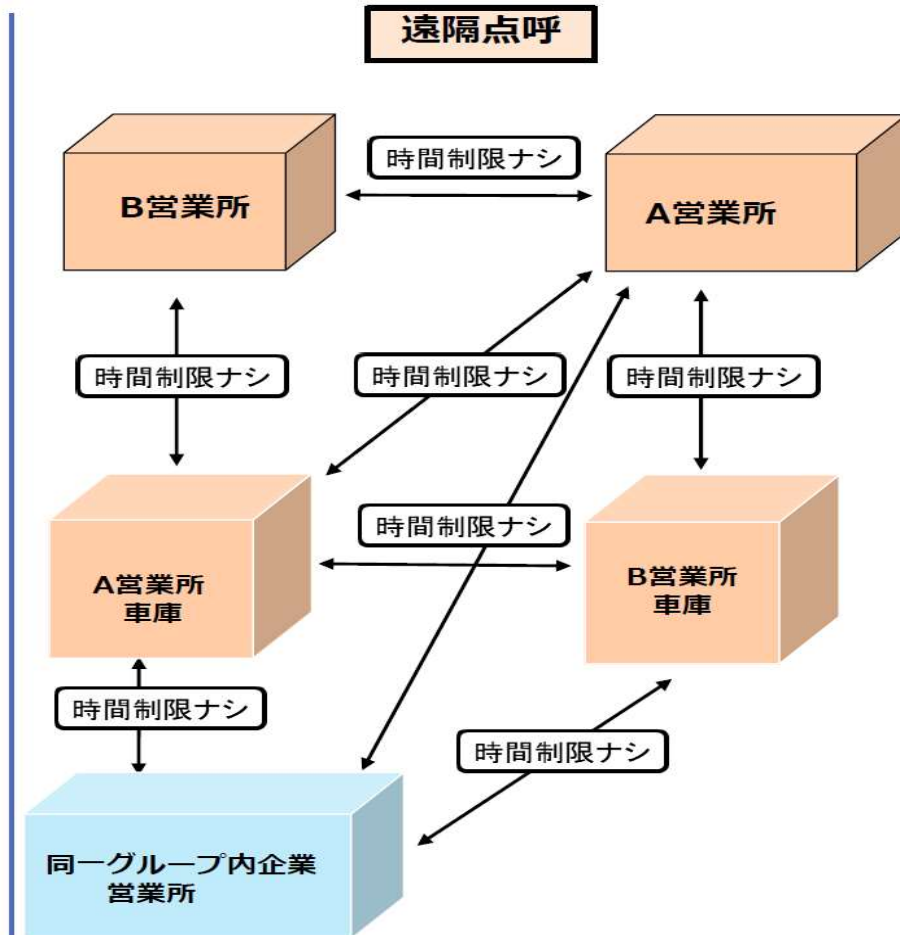 遠隔点呼
時間制限ナシ
B営業所
A営業所
時間制限ナシ
時間制限ナシ
時間制限ナシ
時間制限ナシ
A営業所
車庫
B営業所
車庫
時間制限ナシ
時間制限ナシ
同一グループ内企業
営業所